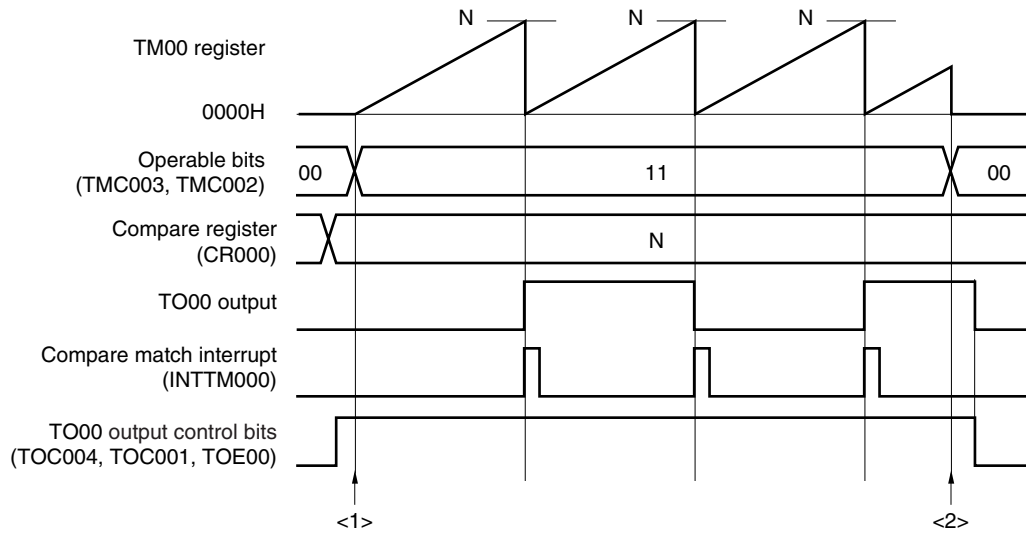 N N N
TM00 register
0000H
Operable bits
(TMC003, TMC002)
00 11 00
Compare register
(CR000)
N
TO00 output
Compare match interrupt
(INTTM000)
TO00 output control bits
(TOC004, TOC001, TOE00)
<1> <2>